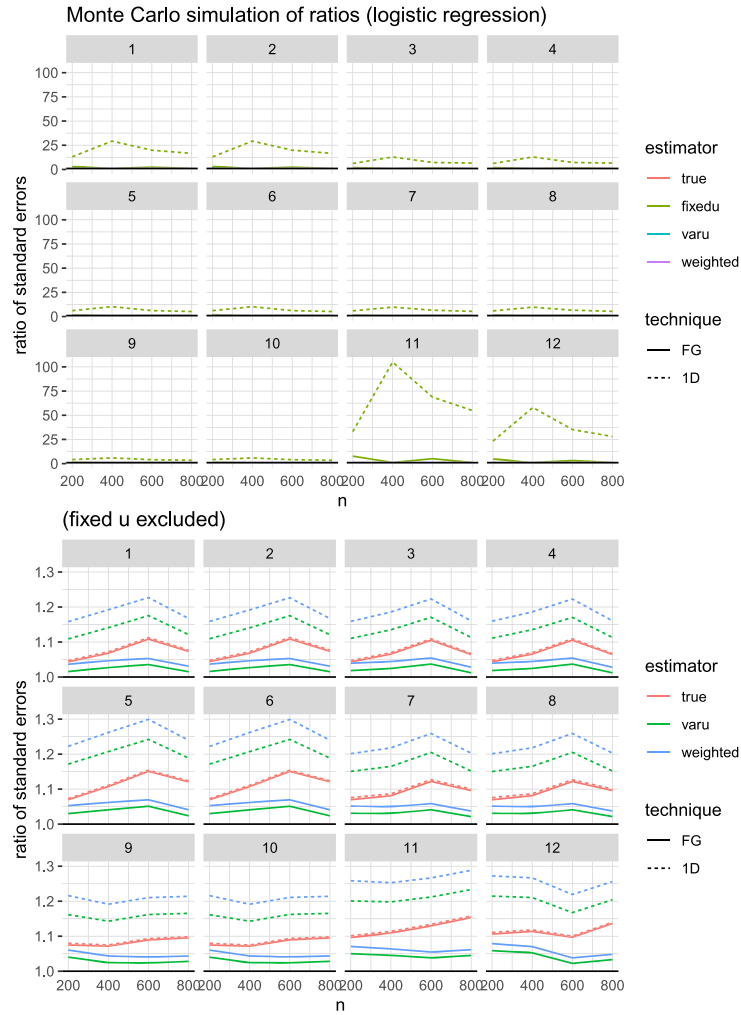 Monte Carlo simulation of ratios (logistic regression)
1 2 3 4
100
75
50
25
0
5 6 7 8
100
75
50
25
0
9 10 11 12
100
75
50
25
0
200 400 600 800 200 400 600 800 200 400 600 800 200 400 600 800
n
ratio of standard errors
estimator
true
fixedu
varu
weighted
technique
FG
1D
(fixed u excluded)
1 2 3 4
1.3
1.2
1.1
1.0
5 6 7 8
1.3
1.2
1.1
1.0
9 10 11 12
1.3
1.2
1.1
1.0
200 400 600 800 200 400 600 800 200 400 600 800 200 400 600 800
n
ratio of standard errors
estimator
true
varu
weighted
technique
FG
1D